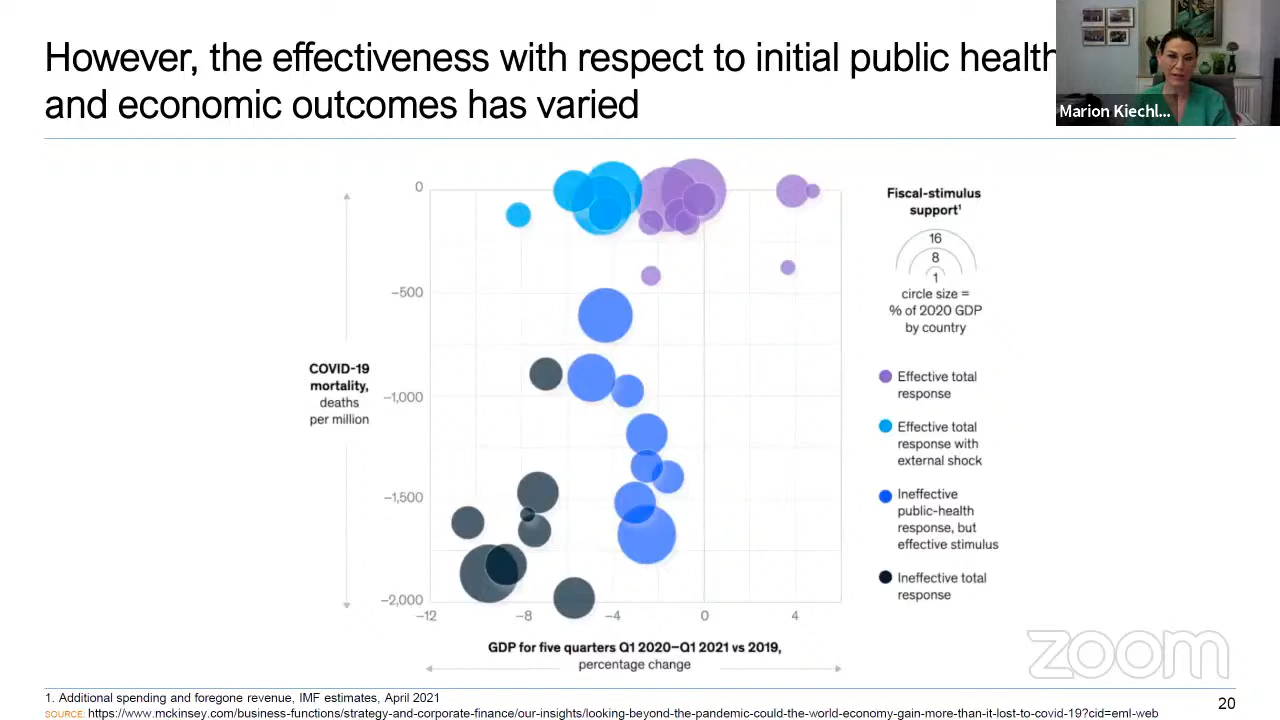 However, the effectiveness with respect to initial public health
and economic outcomes has varied
Marion Kiechl...
0
−500
−1,000
−1,500
−2,000
COVID-19
mortality,
deaths
per million
−12
−8
−4
0
4
GDP for five quarters Q1 2020–Q1 2021 vs 2019,
percentage change
Fiscal-stimulus
support¹
16
8
1
circle size =
% of 2020 GDP
by country
Effective total
response
Effective total
response with
external shock
Ineffective
public-health
response, but
effective stimulus
Ineffective total
response
zoom
1. Additional spending and foregone revenue, IMF estimates, April 2021
SOURCE: https://www.mckinsey.com/business-functions/strategy-and-corporate-finance/our-insights/looking-beyond-the-pandemic-could-the-world-economy-gain-more-than-it-lost-to-covid-19?cid=eml-web
20